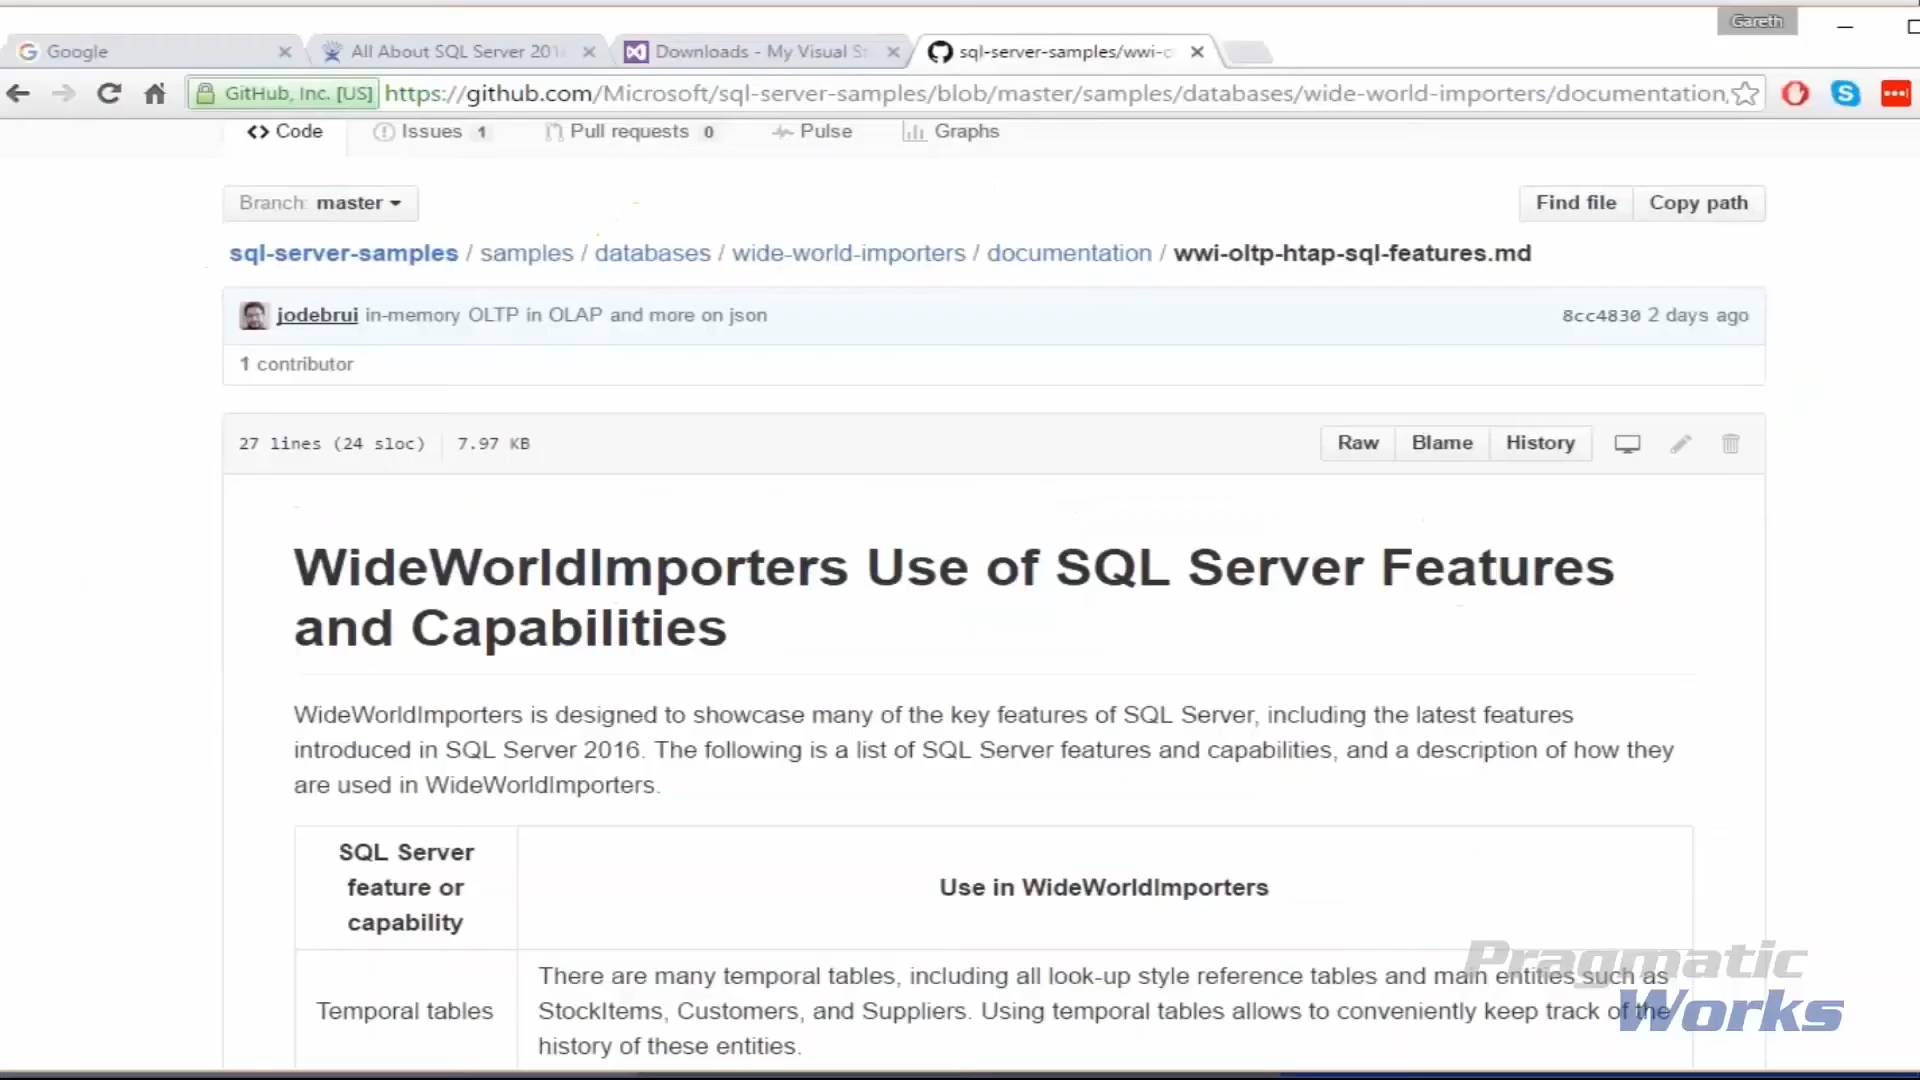 Gareth
Google
All About SQL Server 201
Downloads - My Visual St
sql-server-samples/wwi-o
GitHub, Inc. [US] https://github.com/Microsoft/sql-server-samples/blob/master/samples/databases/wide-world-importers/documentation
Code Issues 1 Pull requests 0 Pulse Graphs
Branch: master Find file Copy path
sql-server-samples / samples / databases / wide-world-importers / documentation / wwi-oltp-htap-sql-features.md
jodebrui in-memory OLTP in OLAP and more on json 8cc4830 2 days ago
1 contributor
27 lines (24 sloc) 7.97 KB Raw Blame History
WideWorldImporters Use of SQL Server Features
and Capabilities
WideWorldImporters is designed to showcase many of the key features of SQL Server, including the latest features
introduced in SQL Server 2016. The following is a list of SQL Server features and capabilities, and a description of how they
are used in WideWorldImporters.
SQL Server
feature or
capability
Use in WideWorldImporters
Temporal tables
There are many temporal tables, including all look-up style reference tables and main entities such as
StockItems, Customers, and Suppliers. Using temporal tables allows to conveniently keep track of the
history of these entities.
Pragmatic
Works